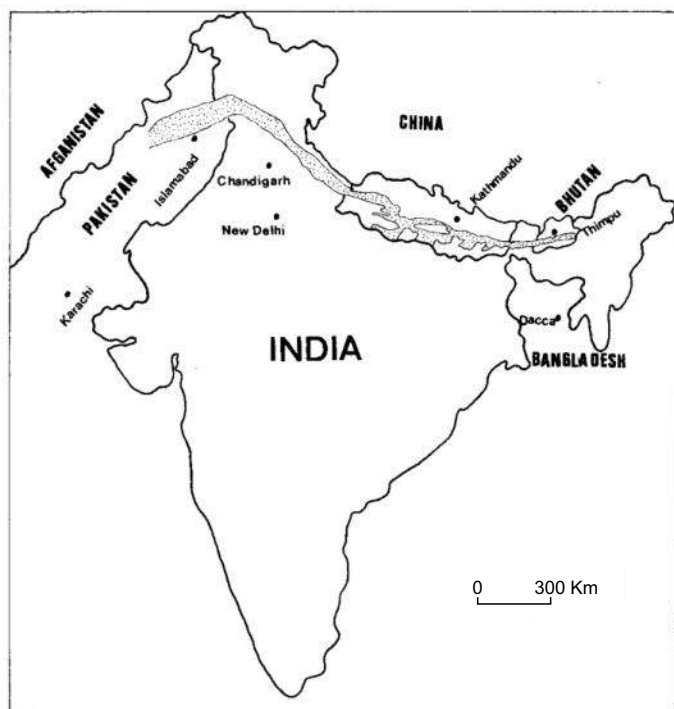 AFGANISTAN
CHINA
PAKISTAN
Islamabad
Chandigarh
Kathmandu
BHUTAN
New Delhi
Thimpu
Karachi
INDIA
Dacca
BANGLADESH
0 300 Km